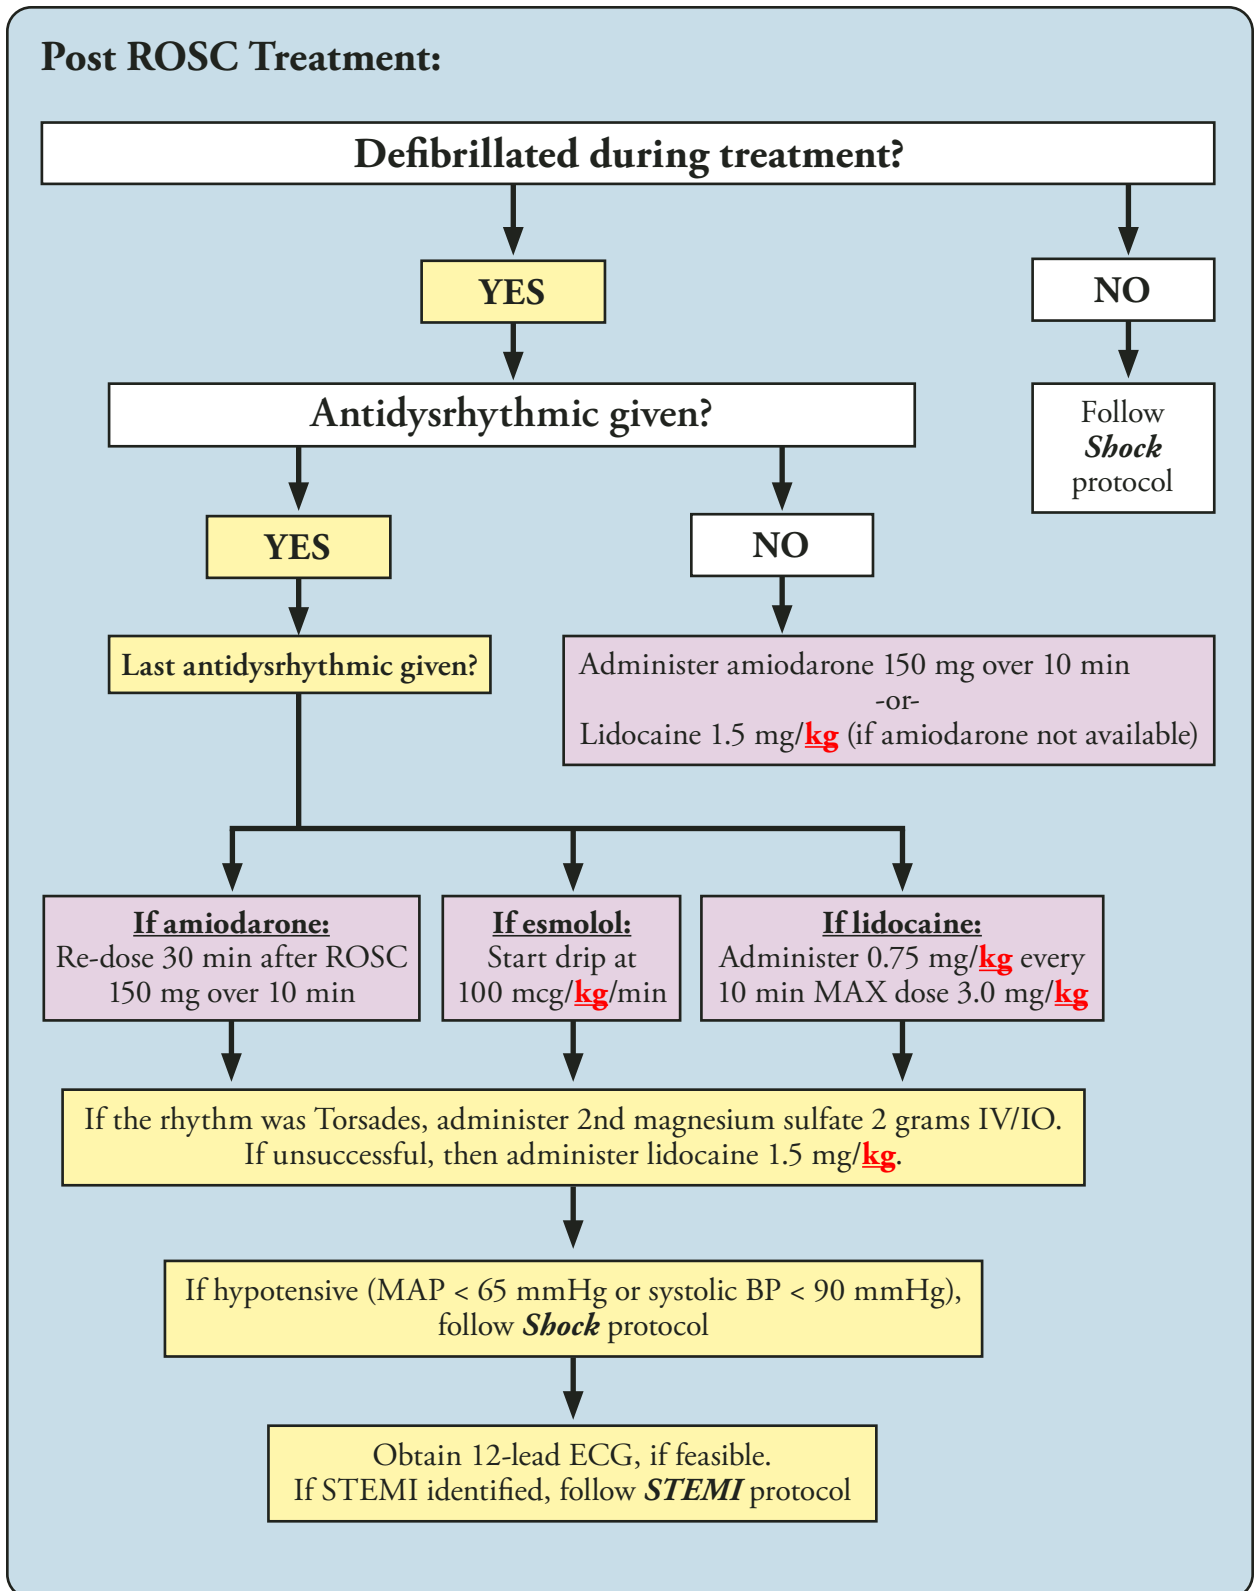 Post ROSC Treatment:
Defibrillated during treatment?
YES
NO
Antidysrhythmic given?
Follow
Shock
protocol
YES
NO
Last antidysrhythmic given?
Administer amiodarone 150 mg over 10 min
-or-
Lidocaine 1.5 mg/kg (if amiodarone not available)
If amiodarone:
Re-dose 30 min after ROSC
150 mg over 10 min
If esmolol:
Start drip at
100 mcg/kg/min
If lidocaine:
Administer 0.75 mg/kg every
10 min MAX dose 3.0 mg/kg
If the rhythm was Torsades, administer 2nd magnesium sulfate 2 grams IV/IO.
If unsuccessful, then administer lidocaine 1.5 mg/kg.
If hypotensive (MAP < 65 mmHg or systolic BP < 90 mmHg),
follow Shock protocol
Obtain 12-lead ECG, if feasible.
If STEMI identified, follow STEMI protocol